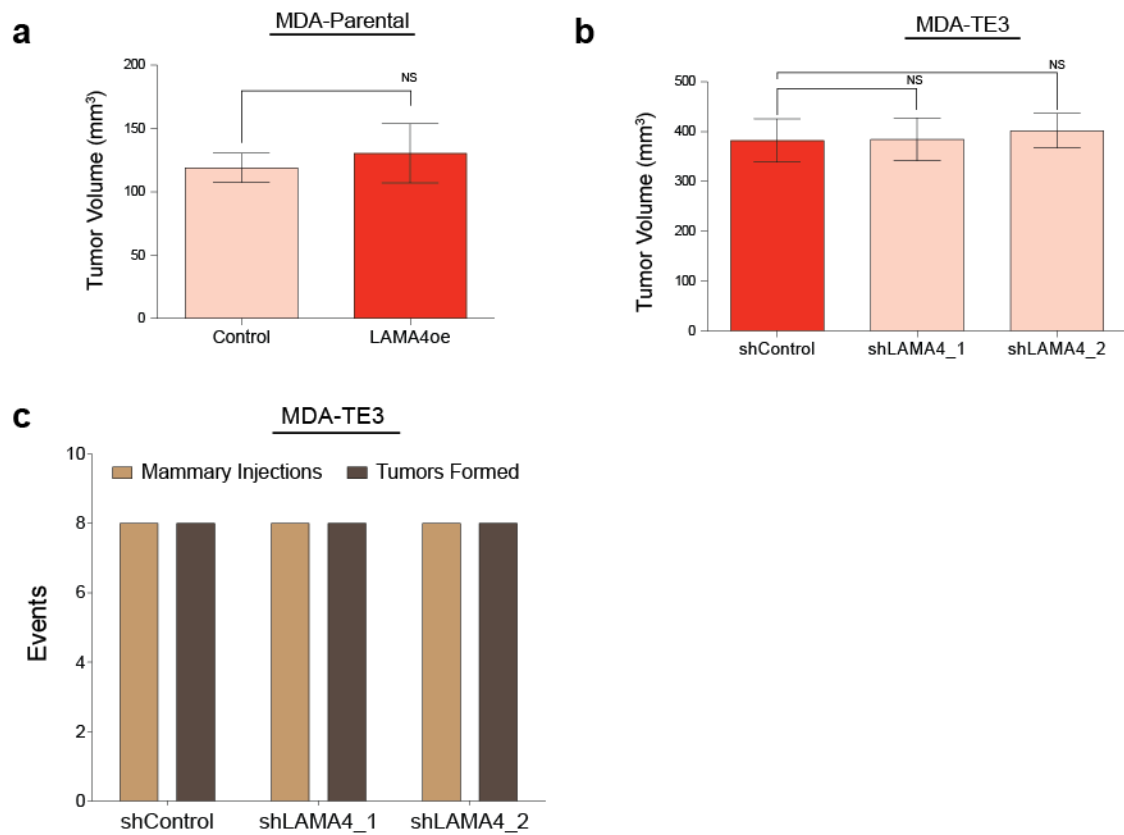 a
MDA-Parental
Tumor Volume (mm³)
200
150
100
50
0
NS
Control
LAMA4oe
b
MDA-TE3
Tumor Volume (mm³)
500
400
300
200
100
0
NS
NS
shControl
shLAMA4_1
shLAMA4_2
c
MDA-TE3
Events
10
8
6
4
2
0
Mammary Injections
Tumors Formed
shControl
shLAMA4_1
shLAMA4_2